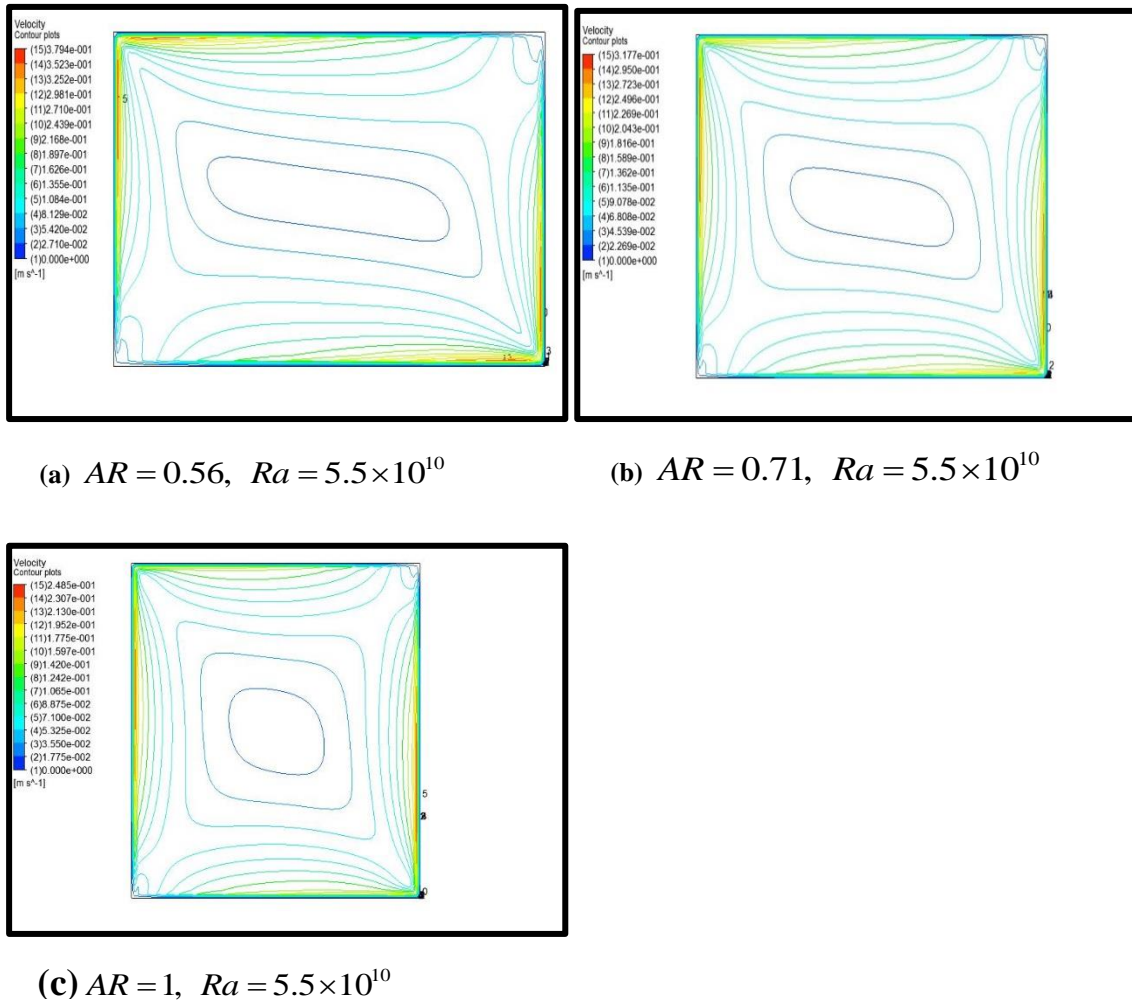 Velocity
Contour plots
(15)3.794e-001
(14)3.523e-001
(13)3.252e-001
(12)2.981e-001
(11)2.710e-001
(10)2.439e-001
(9)2.168e-001
(8)1.897e-001
(7)1.626e-001
(6)1.355e-001
(5)1.084e-001
(4)8.129e-002
(3)5.420e-002
(2)2.710e-002
(1)0.000e+000
[m s^-1]
5
3
Velocity
Contour plots
(15)3.177e-001
(14)2.950e-001
(13)2.723e-001
(12)2.496e-001
(11)2.269e-001
(10)2.043e-001
(9)1.816e-001
(8)1.589e-001
(7)1.362e-001
(6)1.135e-001
(5)9.078e-002
(4)6.808e-002
(3)4.539e-002
(2)2.269e-002
(1)0.000e+000
[m s^-1]
0
2
(a) AR = 0.56, Ra = 5.5×10¹⁰
(b) AR = 0.71, Ra = 5.5×10¹⁰
Velocity
Contour plots
(15)2.485e-001
(14)2.307e-001
(13)2.130e-001
(12)1.952e-001
(11)1.775e-001
(10)1.597e-001
(9)1.420e-001
(8)1.242e-001
(7)1.065e-001
(6)8.875e-002
(5)7.100e-002
(4)5.325e-002
(3)3.550e-002
(2)1.775e-002
(1)0.000e+000
[m s^-1]
5
0
(c) AR = 1, Ra = 5.5×10¹⁰